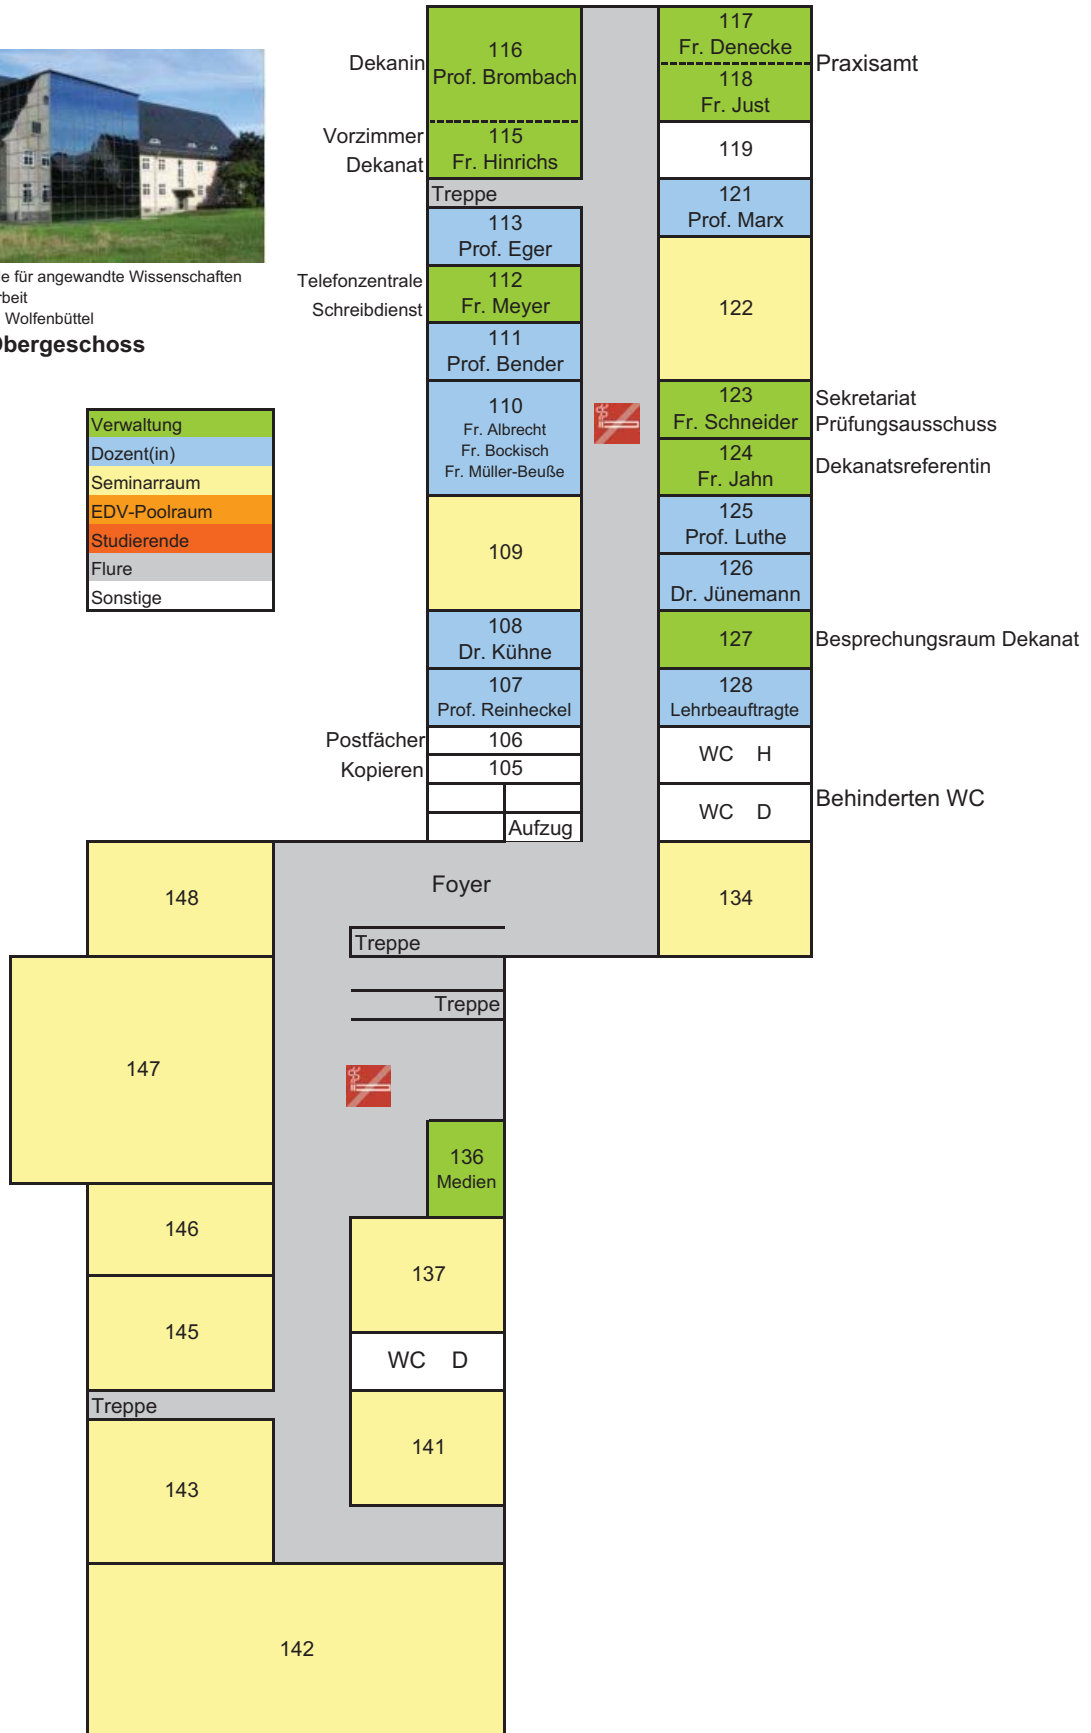 117
Fr. Denecke
118
Fr. Just
Praxisamt
Dekanin
116
Prof. Brombach
Vorzimmer
Dekanat
115
Fr. Hinrichs
119
Treppe
121
Prof. Marx
113
Prof. Eger
Telefonzentrale
Schreibdienst
112
Fr. Meyer
122
e für angewandte Wissenschaften
rbeit
Wolfenbüttel
Obergeschoss
111
Prof. Bender
110
Fr. Albrecht
Fr. Bockisch
Fr. Müller-Beuße
123
Fr. Schneider
Sekretariat
Prüfungsausschuss
124
Fr. Jahn
Dekanatsreferentin
Verwaltung
Dozent(in)
Seminarraum
EDV-Poolraum
Studierende
Flure
Sonstige
109
125
Prof. Luthe
126
Dr. Jünemann
108
Dr. Kühne
127
Besprechungsraum Dekanat
107
Prof. Reinheckel
128
Lehrbeauftragte
Postfächer
106
Kopieren
105
WC H
WC D
Behinderten WC
Aufzug
148
Foyer
134
Treppe
Treppe
147
136
Medien
146
137
145
WC D
Treppe
141
143
142